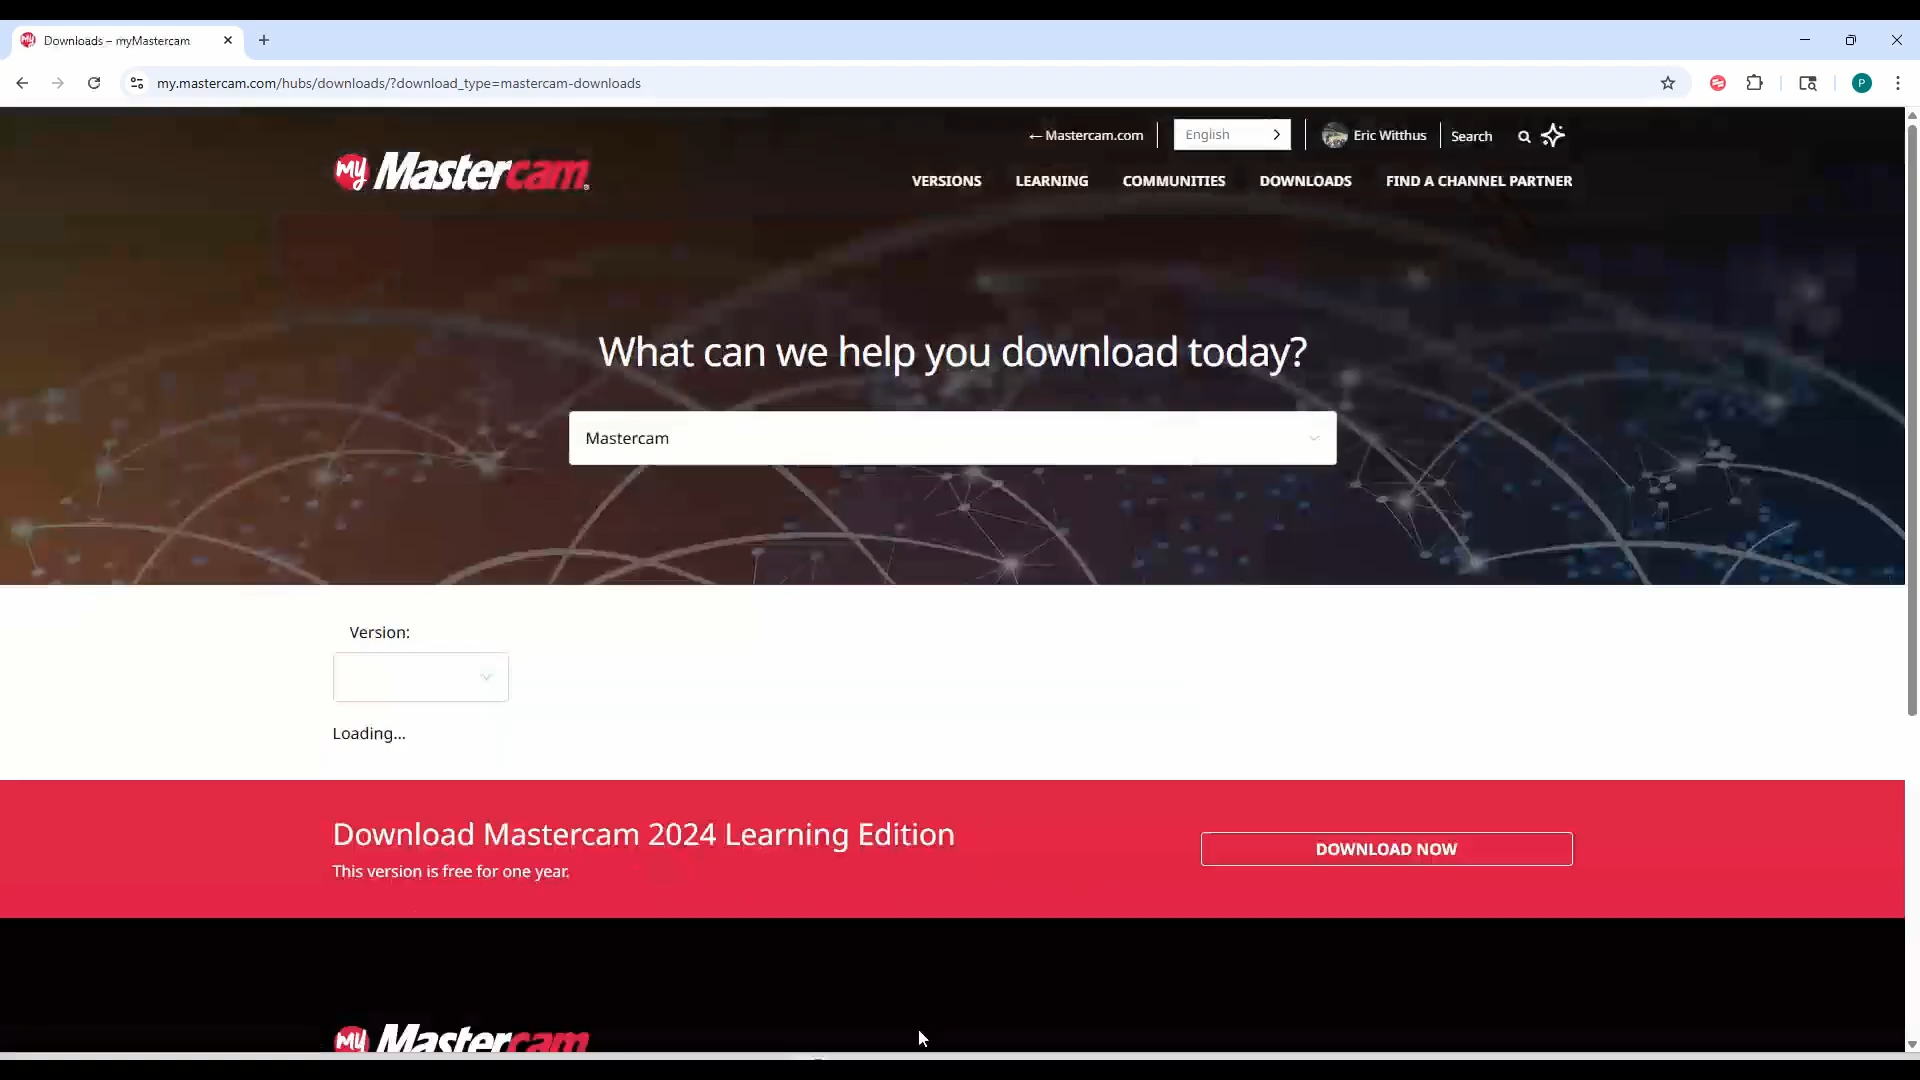 Downloads – myMastercam
my.mastercam.com/hubs/downloads/?download_type=mastercam-downloads
P
← Mastercam.com
English
Eric Witthus
Search
my Mastercam
VERSIONS
LEARNING
COMMUNITIES
DOWNLOADS
FIND A CHANNEL PARTNER
What can we help you download today?
Mastercam
Version:
Loading...
Download Mastercam 2024 Learning Edition
This version is free for one year.
DOWNLOAD NOW
my Mastercam